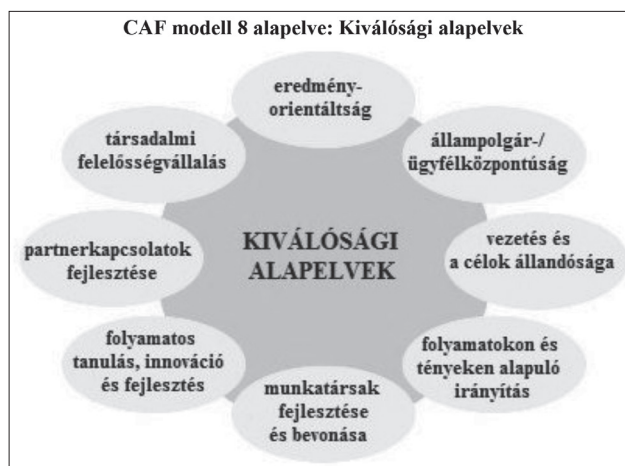 CAF modell 8 alapelve: Kiválósági alapelvek
eredmény-
orientáltság
állampolgár-/
ügyfélközpontúság
vezetés és
a célok állandósága
folyamatokon és
tényeken alapuló
irányítás
munkatársak
fejlesztése
és bevonása
folyamatos
tanulás, innováció
és fejlesztés
partnerkapcsolatok
fejlesztése
társadalmi
felelősségvállalás
KIVÁLÓSÁGI
ALAPELVEK